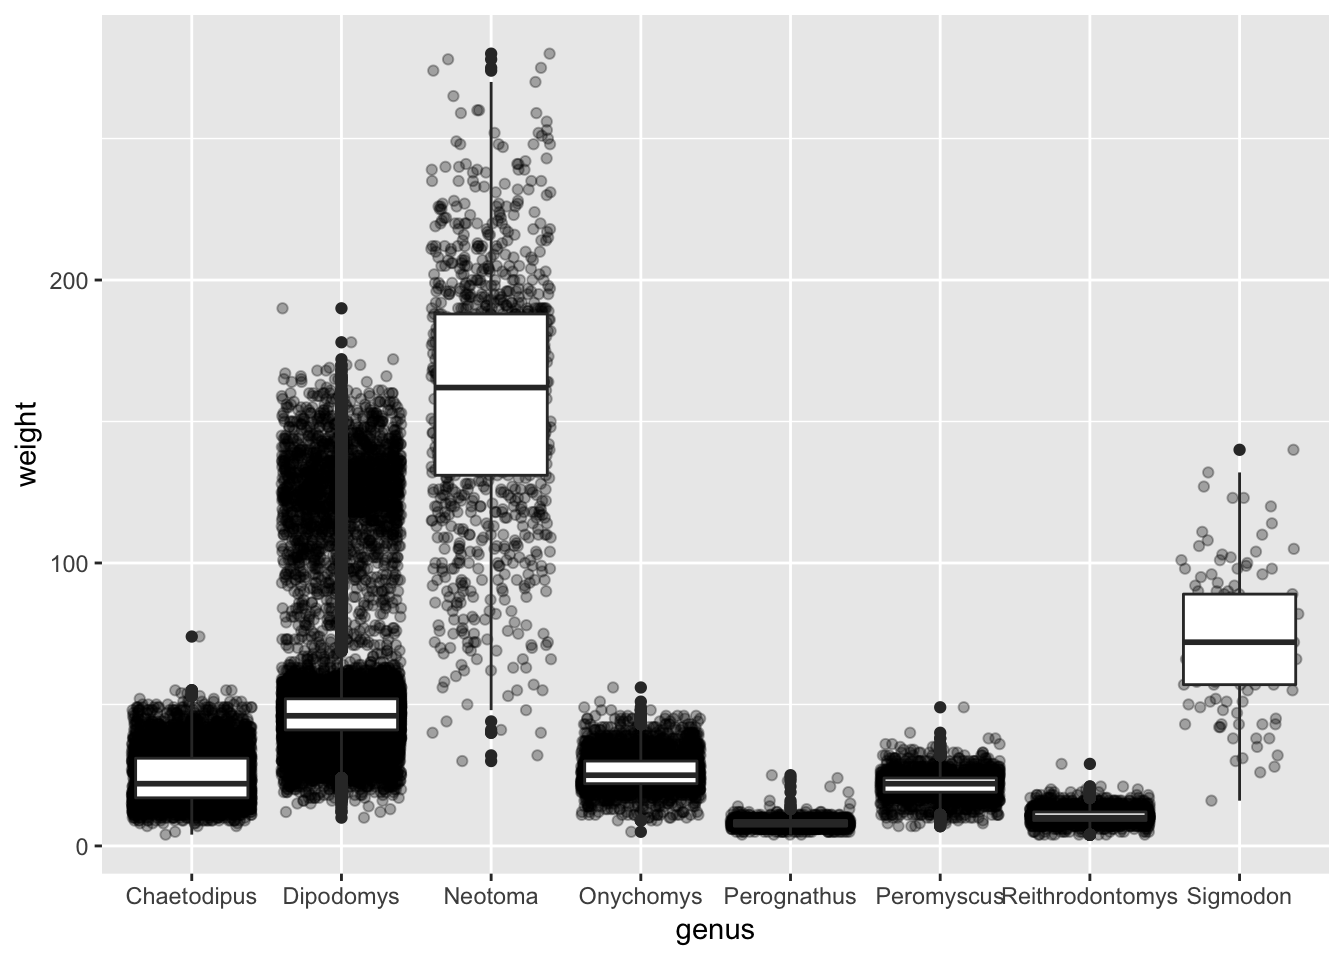 weight
200
100
0
Chaetodipus Dipodomys Neotoma Onychomys Perognathus Peromyscus Reithrodontomys Sigmodon
genus